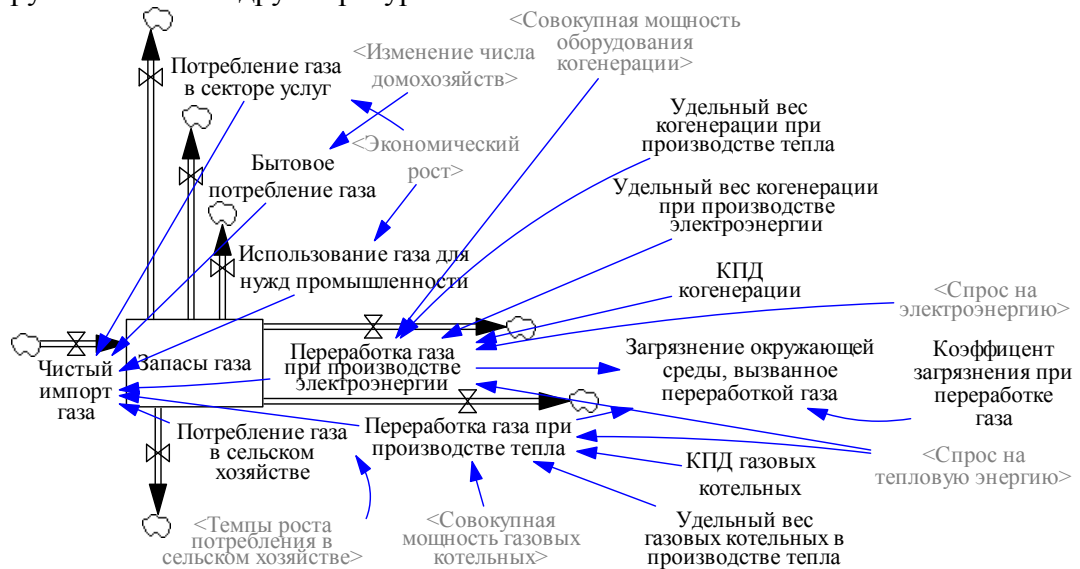 <Совокупная мощность
оборудования
когенерации>
<Изменение числа
домохозяйств>
Потребление газа
в секторе услуг
Удельный вес
когенерации при
производстве тепла
<Экономический
рост>
Бытовое
потребление газа
Удельный вес когенерации
при производстве
электроэнергии
Использование газа для
нужд промышленности
КПД
когенерации
<Спрос на
электроэнергию>
Чистый
импорт
газа
Запасы газа
Переработка газа
при производстве
электроэнергии
Загрязнение окружающей
среды, вызванное
переработкой газа
Коэффицент
загрязнения при
переработке
газа
Потребление газа
в сельском
хозяйстве
Переработка газа при
производстве тепла
КПД газовых
котельных
<Спрос на
тепловую энергию>
<Темпы роста
потребления в
сельском хозяйстве>
<Совокупная
мощность газовых
котельных>
Удельный вес
газовых котельных в
производстве тепла